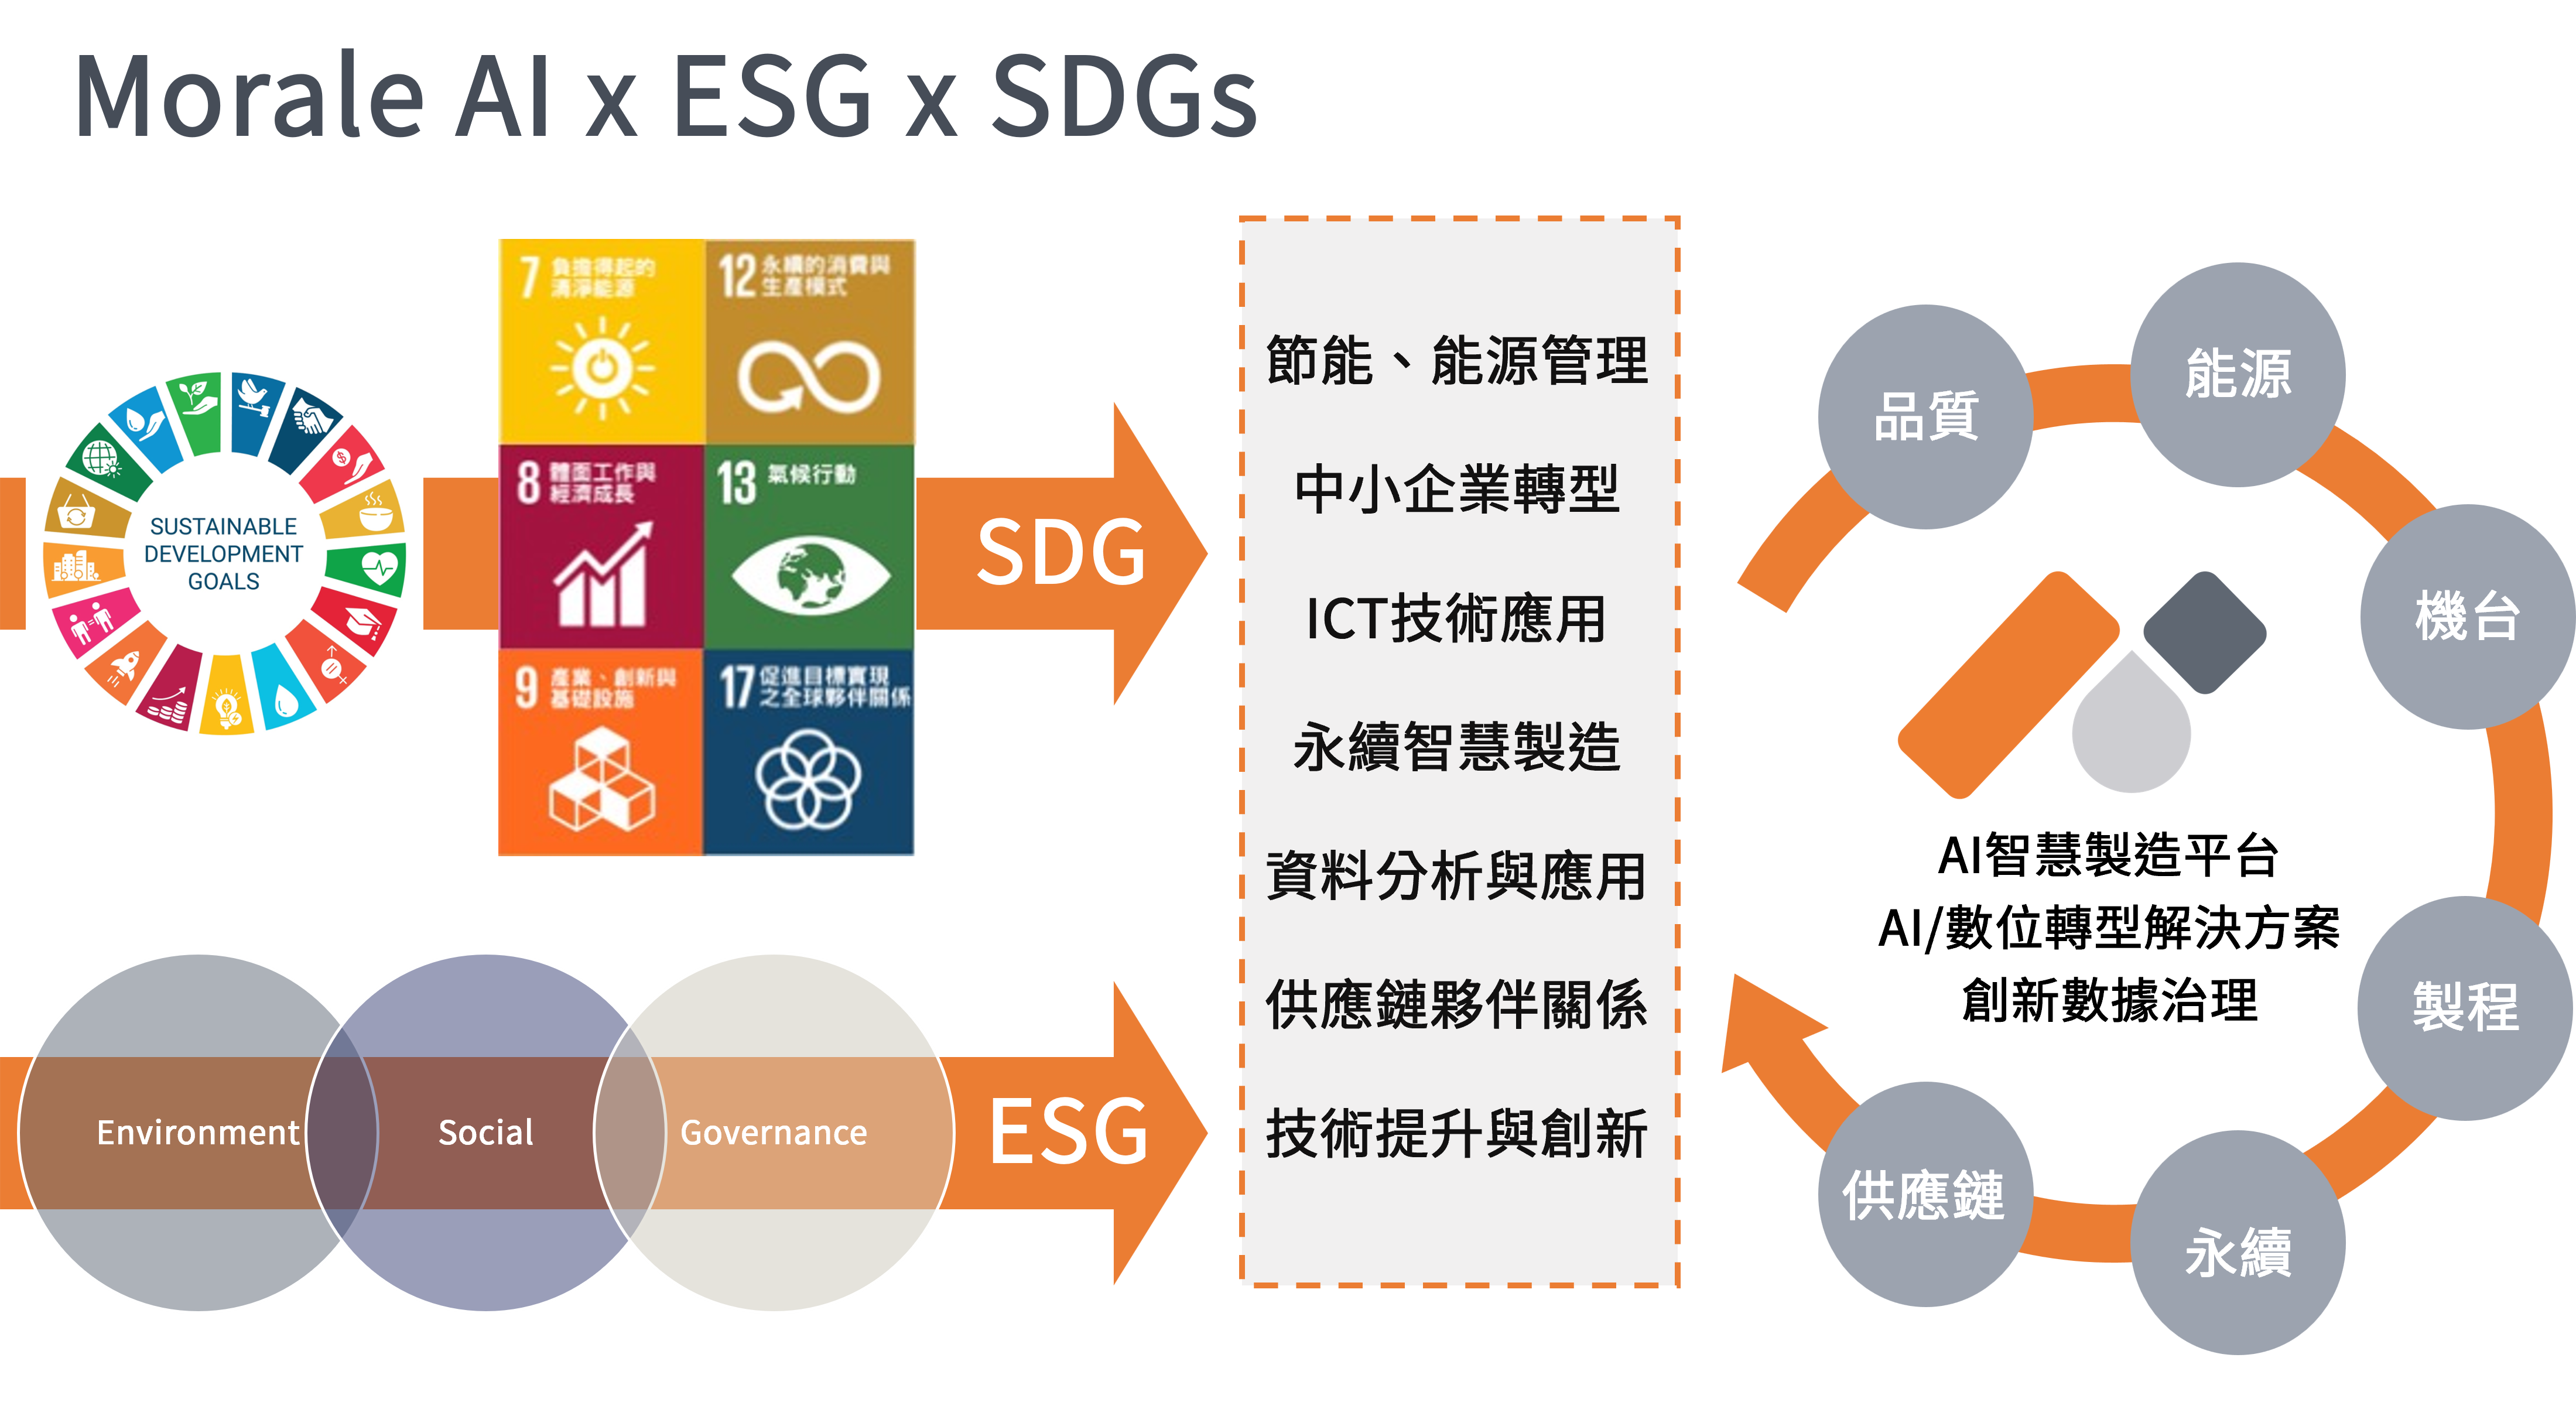 Morale AI x ESG x SDGs
SUSTAINABLE
DEVELOPMENT
GOALS
7 負擔得起的
清淨能源
12 永續的消費與
生產模式
8 體面工作與
經濟成長
13 氣候行動
9 產業、創新與
基礎設施
17 促進目標實現
之全球夥伴關係
SDG
Environment
Social
Governance
ESG
節能、能源管理
中小企業轉型
ICT技術應用
永續智慧製造
資料分析與應用
供應鏈夥伴關係
技術提升與創新
品質
能源
機台
製程
永續
供應鏈
AI智慧製造平台
AI/數位轉型解決方案
創新數據治理